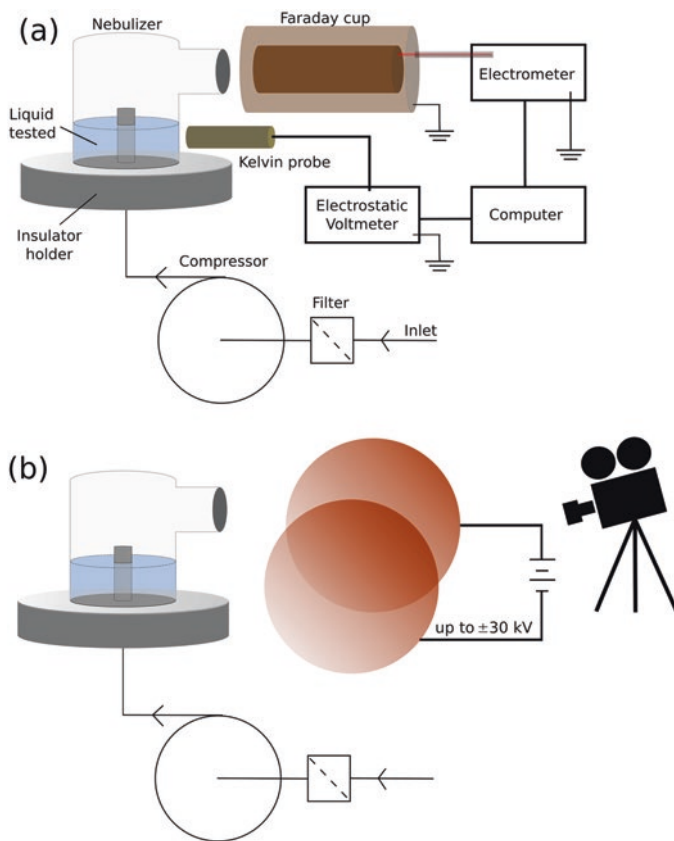 (a)
Nebulizer
Faraday cup
Electrometer
Liquid
tested
Kelvin probe
Electrostatic
Voltmeter
Computer
Insulator
holder
Compressor
Filter
Inlet
(b)
up to ±30 kV